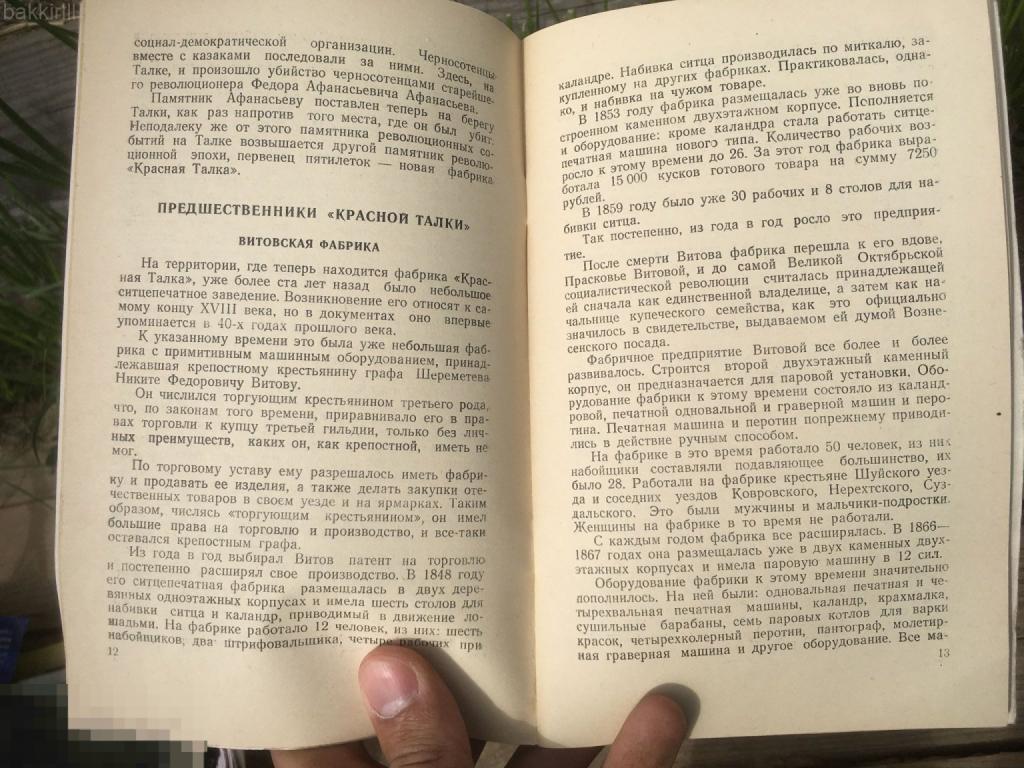 bakkirill
социал-демократической организации. Черносотенцы
вместе с казаками последовали за ними. Здесь, на
Талке, и произошло убийство черносотенцами старейше-
го революционера Федора Афанасьевича Афанасьева.
Памятник Афанасьеву поставлен теперь на берегу
Талки, как раз напротив того места, где он был убит.
Неподалеку же от этого памятника революционных со-
бытий на Талке возвышается другой памятник револю-
ционной эпохи, первенец пятилеток — новая фабрика
«Красная Талка».
ПРЕДШЕСТВЕННИКИ «КРАСНОЙ ТАЛКИ»
ВИТОВСКАЯ ФАБРИКА
На территории, где теперь находится фабрика «Крас-
ная Талка», уже более ста лет назад было небольшое
ситцепечатное заведение. Возникновение его относят к са-
мому концу XVIII века, но в документах оно впервые
упоминается в 40-х годах прошлого века.
К указанному времени это была уже небольшая фаб-
рика с примитивным машинным оборудованием, принад-
лежавшая крепостному крестьянину графа Шереметева
Никите Федоровичу Витову.
Он числился торгующим крестьянином третьего рода,
что, по законам того времени, приравнивало его в пра-
вах торговли к купцу третьей гильдии, только без лич-
ных преимуществ, каких он, как крепостной, иметь не
мог.
По торговому уставу ему разрешалось иметь фабри-
ку и продавать ее изделия, а также делать закупки оте-
чественных товаров в своем уезде и на ярмарках. Таким
образом, числясь «торгующим крестьянином», он имел
большие права на торговлю и производство, и все-таки
оставался крепостным графа.
Из года в год выбирал Витов патент на торговлю
и постепенно расширял свое производство. В 1848 году
его ситцепечатная фабрика размещалась в двух дере-
вянных одноэтажных корпусах и имела шесть столов для
набивки ситца и каландр, приводимый в движение ло-
шадьми. На фабрике работало 12 человек, из них: шесть
набойщиков, два штрифовальщика, четыре рабочих при
12
каландре. Набивка ситца производилась по миткалю, за-
купленному на других фабриках. Практиковалась, одна-
ко, и набивка на чужом товаре.
В 1853 году фабрика размещалась уже во вновь по-
строенном каменном двухэтажном корпусе. Пополняется
и оборудование: кроме каландра стала работать ситце-
печатная машина нового типа. Количество рабочих воз-
росло к этому времени до 26. За этот год фабрика выра-
ботала 15 000 кусков готового товара на сумму 7250
рублей.
В 1859 году было уже 30 рабочих и 8 столов для на-
бивки ситца.
Так постепенно, из года в год росло это предприя-
тие.
После смерти Витова фабрика перешла к его вдове,
Прасковье Витовой, и до самой Великой Октябрьской
социалистической революции считалась принадлежащей
ей сначала как единственной владелице, а затем как на-
чальнице купеческого семейства, как это официально
значилось в свидетельстве, выдаваемом ей думой Возне-
сенского посада.
Фабричное предприятие Витовой все более и более
развивалось. Строится второй двухэтажный каменный
корпус, он предназначается для паровой установки. Обо-
рудование фабрики к этому времени состояло из каланд-
ровой, печатной одновальной и граверной машин и перо-
тина. Печатная машина и перотин попрежнему приводи-
лись в действие ручным способом.
На фабрике в это время работало 50 человек, из них
набойщики составляли подавляющее большинство, их
было 28. Работали на фабрике крестьяне Шуйского уез-
да и соседних уездов Ковровского, Нерехтского, Суз-
дальского. Это были мужчины и мальчики-подростки.
Женщины на фабрике в то время не работали.
С каждым годом фабрика все расширялась. В 1866—
1867 годах она размещалась уже в двух каменных двух-
этажных корпусах и имела паровую машину в 12 сил.
Оборудование фабрики к этому времени значительно
пополнилось. На ней были: одновальная печатная и че-
тырехвальная печатная машины, каландр, крахмалка,
сушильные барабаны, семь паровых котлов для варки
красок, четырехколерный перотин, пантограф, молетир-
ная граверная машина и другое оборудование. Все ма-
13